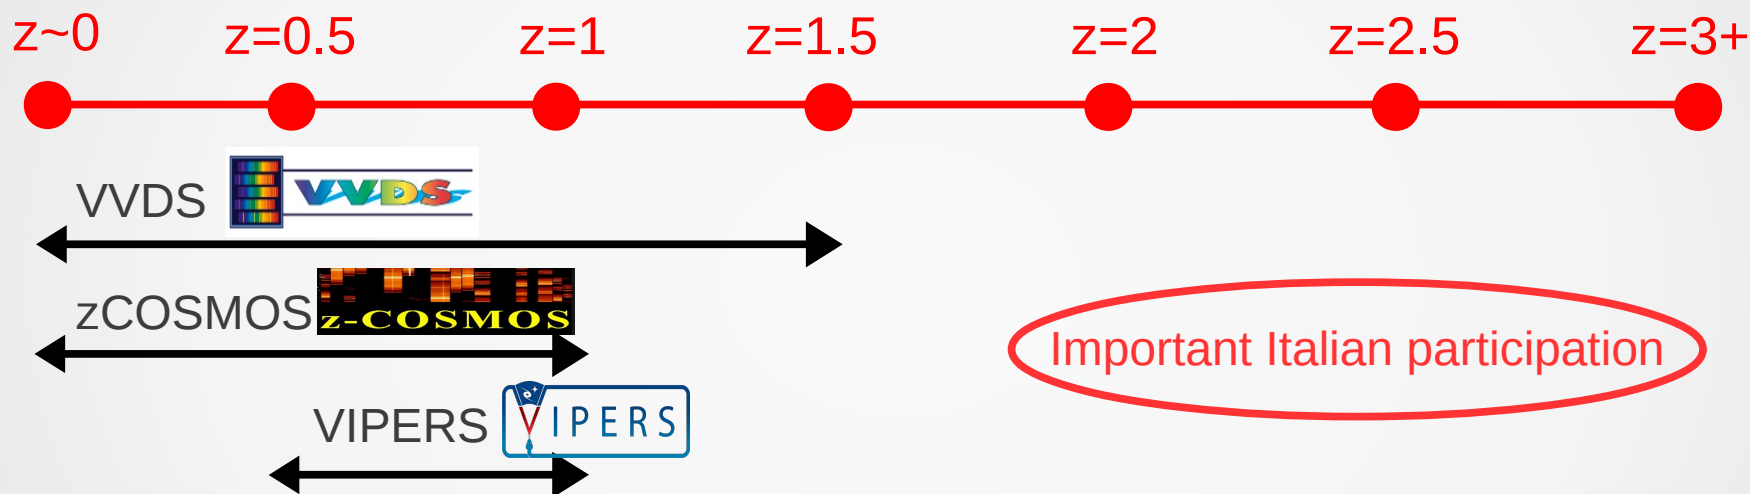 z~0 z=0.5 z=1 z=1.5 z=2 z=2.5 z=3+
VVDS VVDS
zCOSMOS z-COSMOS
Important Italian participation
VIPERS VIPERS